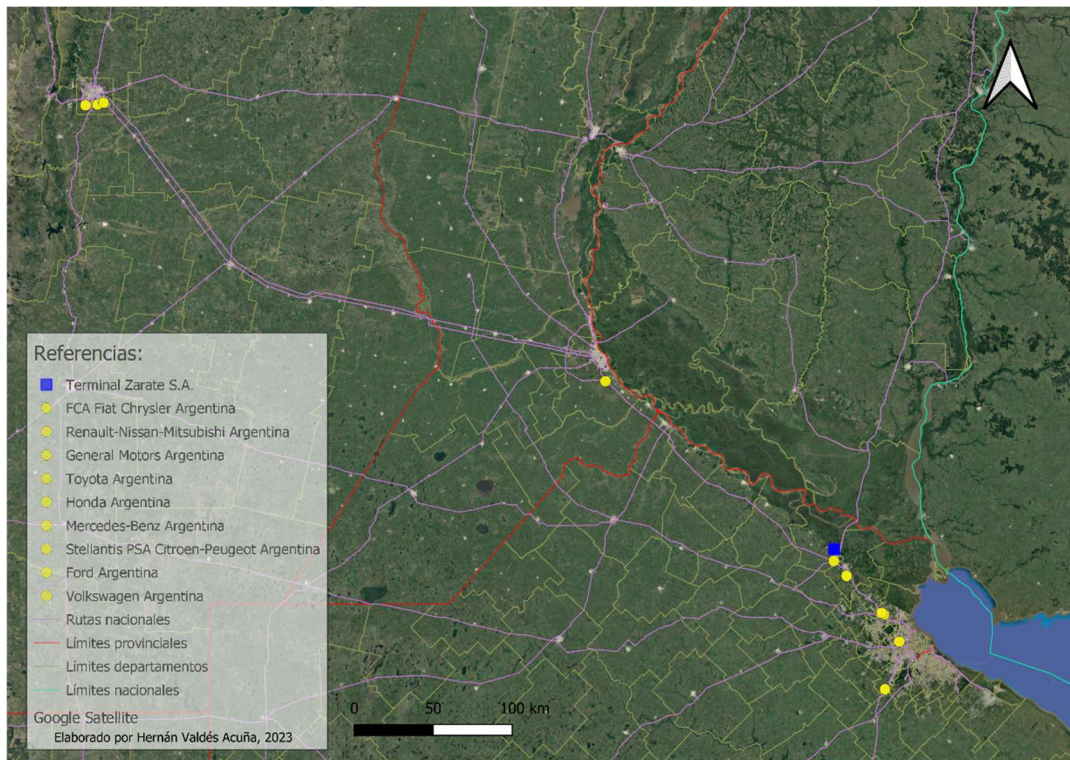 Referencias:
Terminal Zarate S.A.
FCA Fiat Chrysler Argentina
Renault-Nissan-Mitsubishi Argentina
General Motors Argentina
Toyota Argentina
Honda Argentina
Mercedes-Benz Argentina
Stellantis PSA Citroen-Peugeot Argentina
Ford Argentina
Volkswagen Argentina
Rutas nacionales
Límites provinciales
Límites departamentos
Límites nacionales
Google Satellite
Elaborado por Hernán Valdés Acuña, 2023
0 50 100 km